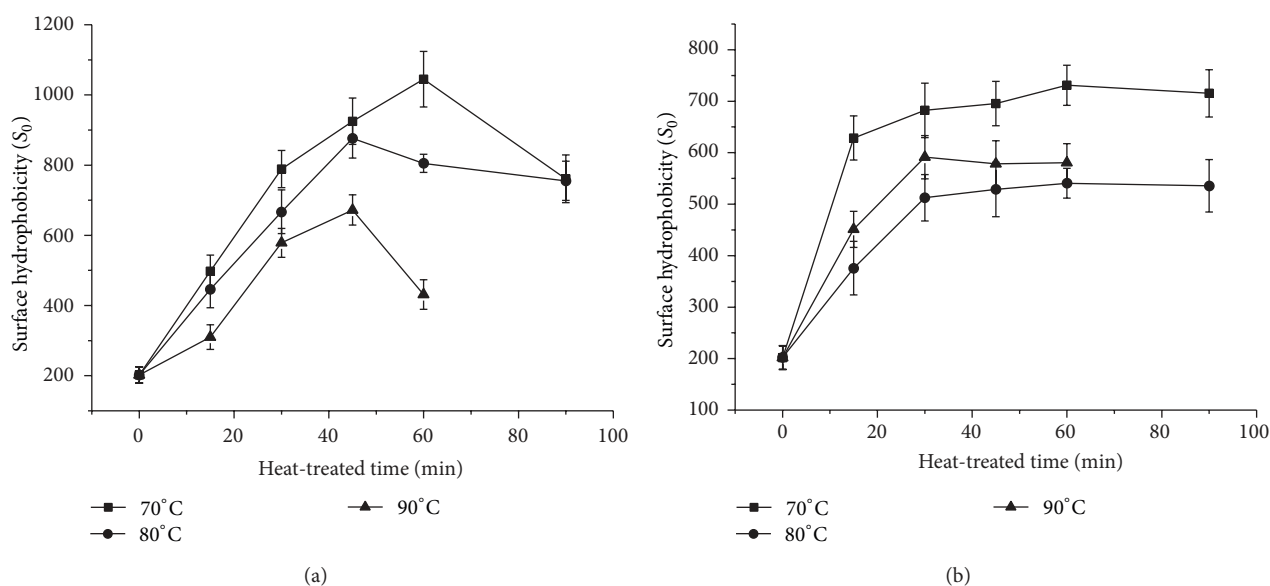 1200
1000
800
600
400
200
Surface hydrophobicity (S0)
0 20 40 60 80 100
Heat-treated time (min)
70°C 90°C
80°C
(a)
800
700
600
500
400
300
200
100
Surface hydrophobicity (S0)
0 20 40 60 80 100
Heat-treated time (min)
70°C 90°C
80°C
(b)